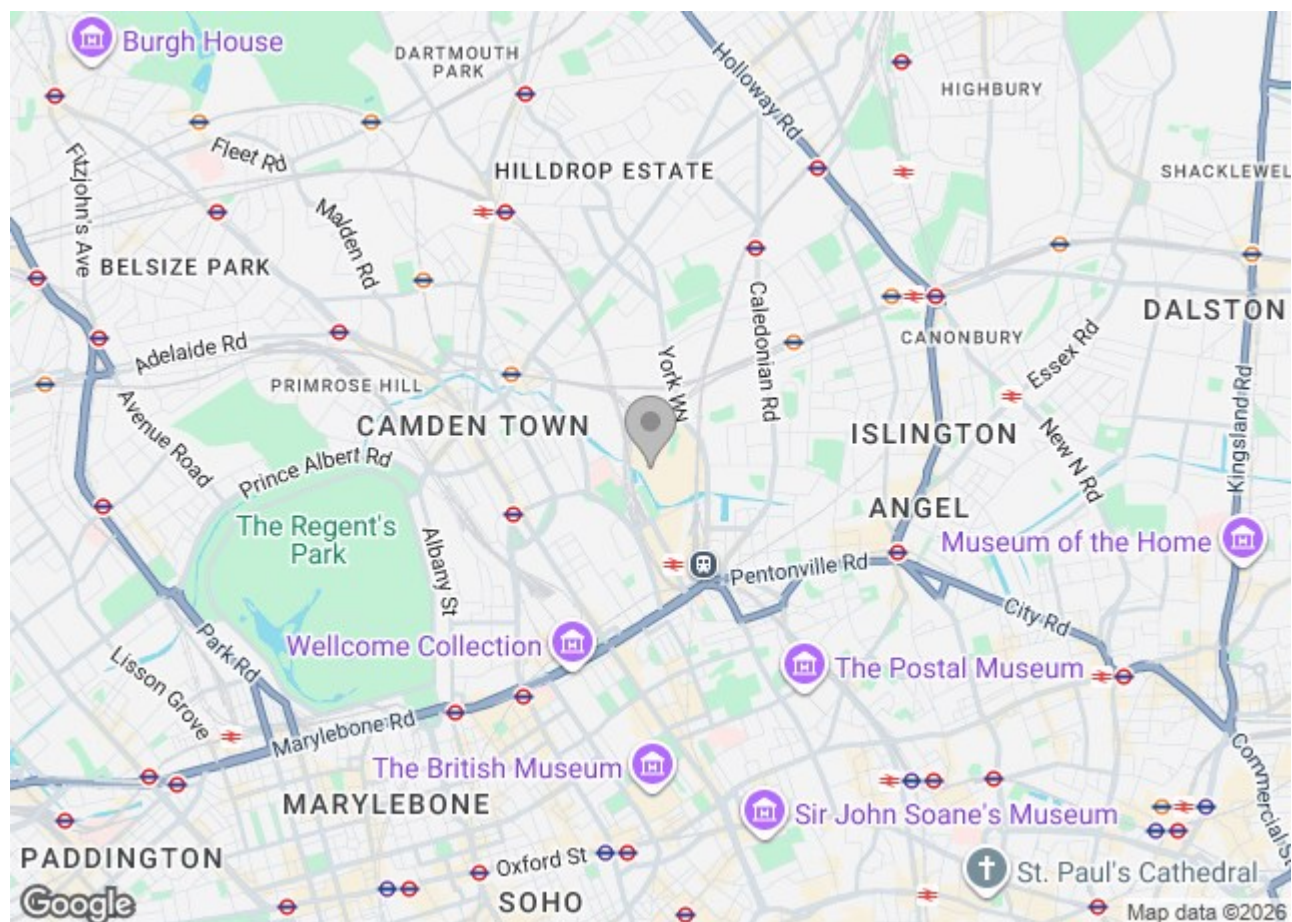 Burgh House
DARTMOUTH
PARK
Holloway Rd
HIGHBURY
Fitzjohn's Ave
Fleet Rd
HILLDROP ESTATE
SHACKLEWEL
Malden Rd
BELSIZE PARK
Caledonian Rd
DALSTON
CANONBURY
Adelaide Rd
York W
Essex Rd
PRIMROSE HILL
Avenue Road
CAMDEN TOWN
ISLINGTON
Kingsland Rd
New N Rd
Prince Albert Rd
ANGEL
The Regent's
Park
Albany St
Museum of the Home
Pentonville Rd
City Rd
Lisson Grove
Park Rd
Wellcome Collection
The Postal Museum
Marylebone Rd
Commercial St
The British Museum
MARYLEBONE
Sir John Soane's Museum
PADDINGTON
Oxford St
St. Paul's Cathedral
SOHO
Google
Map data ©2026